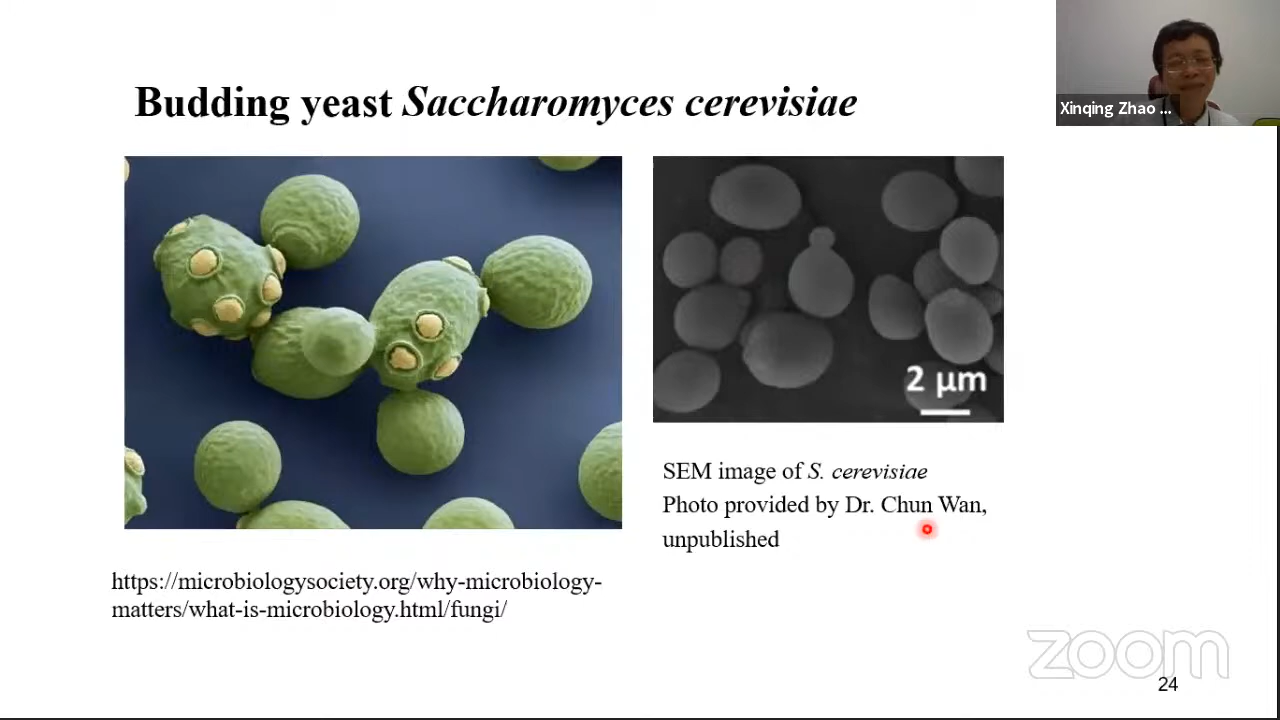 Budding yeast Saccharomyces cerevisiae
Xinqing Zhao ...
2 µm
SEM image of S. cerevisiae
Photo provided by Dr. Chun Wan,
unpublished
https://microbiologysociety.org/why-microbiology-
matters/what-is-microbiology.html/fungi/
zoom
24